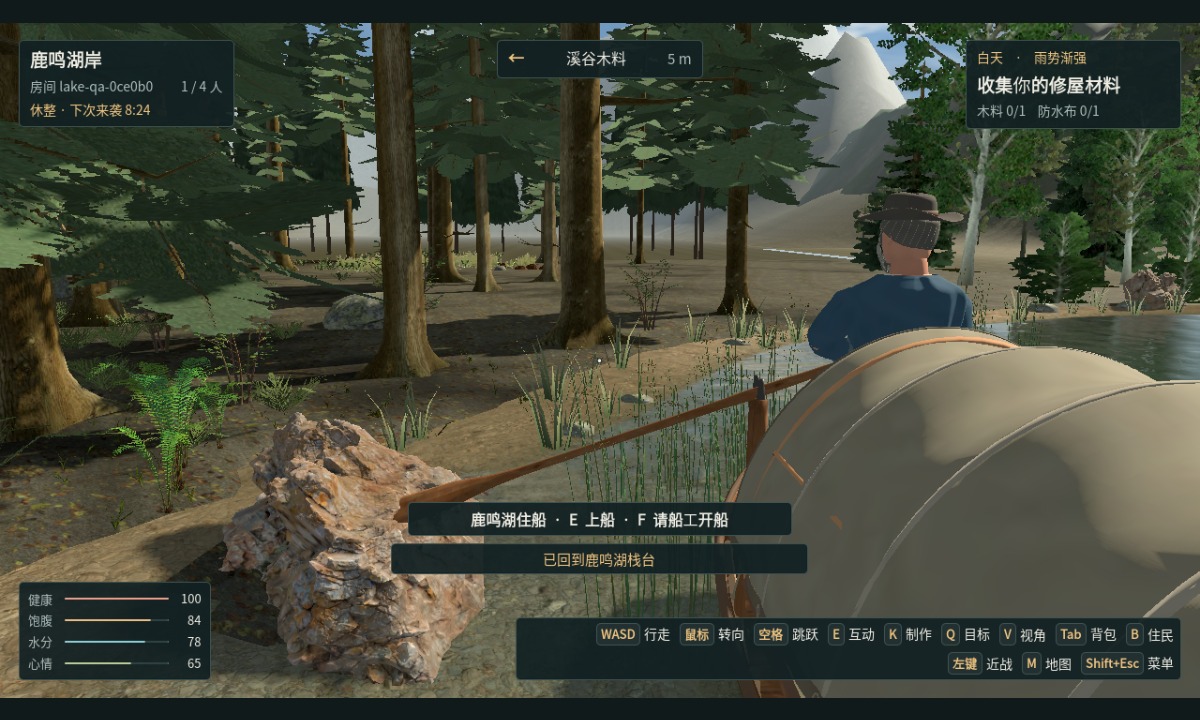 鹿鸣湖岸
房间 lake-qa-0ce0b0 1 / 4 人
休整 · 下次来袭 8:24
← 溪谷木料 5 m
白天 · 雨势渐强
收集你的修屋材料
木料 0/1 防水布 0/1
鹿鸣湖住船 · E 上船 · F 请船工开船
已回到鹿鸣湖栈台
健康 100
饱腹 84
水分 78
心情 65
WASD 行走 鼠标 转向 空格 跳跃 E 互动 K 制作 Q 目标 V 视角 Tab 背包 B 住民
左键 近战 M 地图 Shift+Esc 菜单